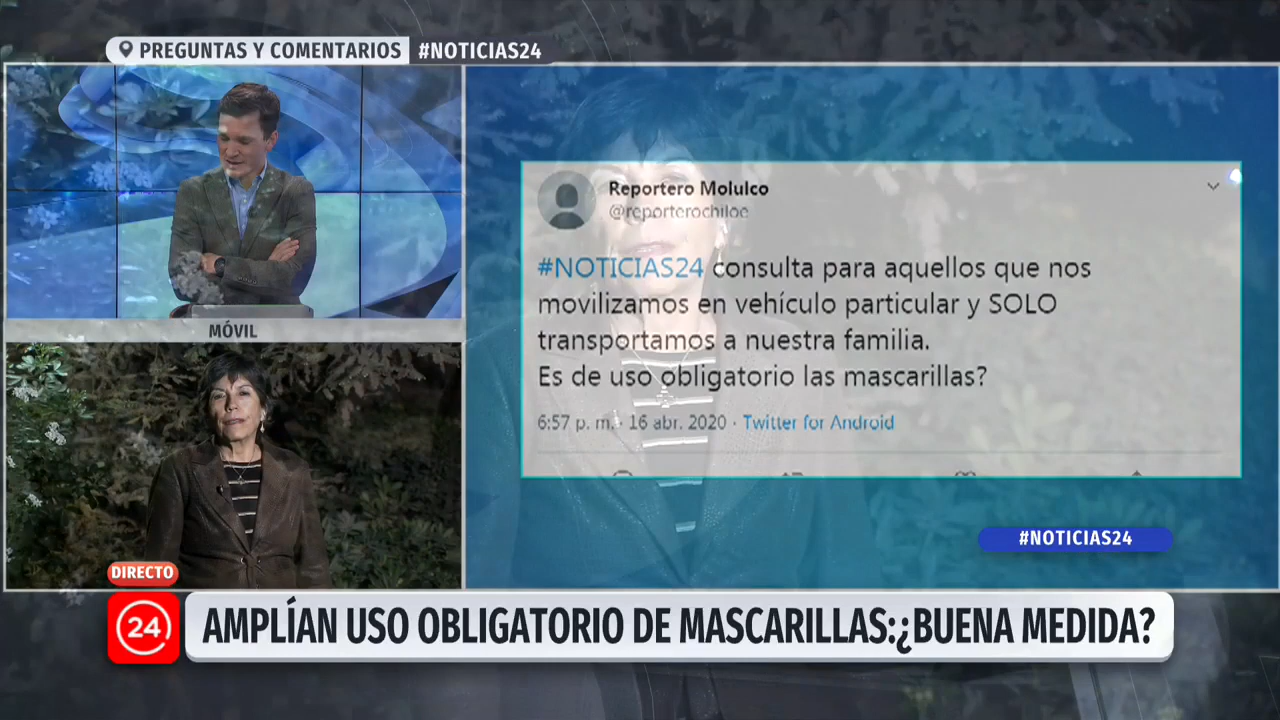 PREGUNTAS Y COMENTARIOS #NOTICIAS24
MÓVIL
Reportero Molulco
@reporterochiloe
#NOTICIAS24 consulta para aquellos que nos
movilizamos en vehículo particular y SOLO
transportamos a nuestra familia.
Es de uso obligatorio las mascarillas?
6:57 p. m. · 16 abr. 2020 · Twitter for Android
#NOTICIAS24
DIRECTO
24
AMPLÍAN USO OBLIGATORIO DE MASCARILLAS:¿BUENA MEDIDA?